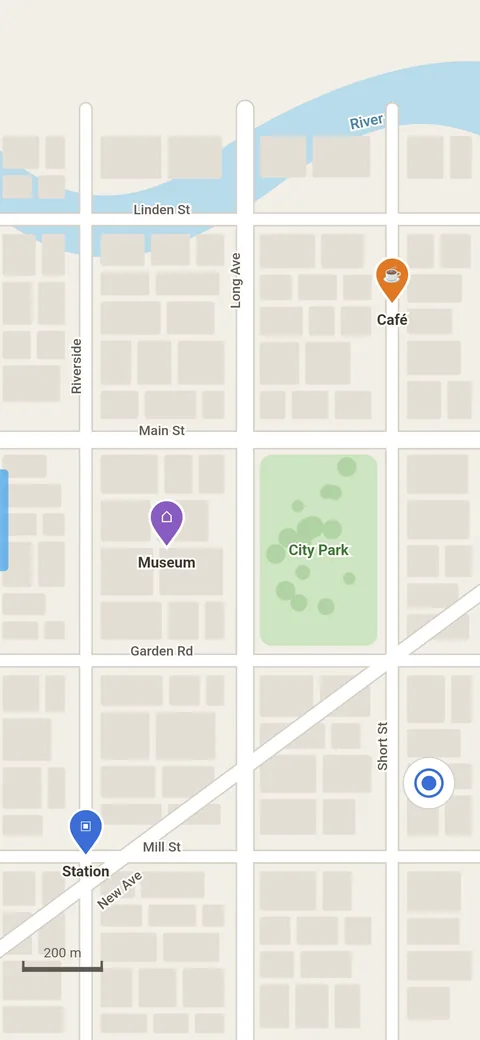 River
Linden St
Long Ave
Café
Riverside
Main St
City Park
Museum
Garden Rd
Short St
Mill St
Station
New Ave
200 m